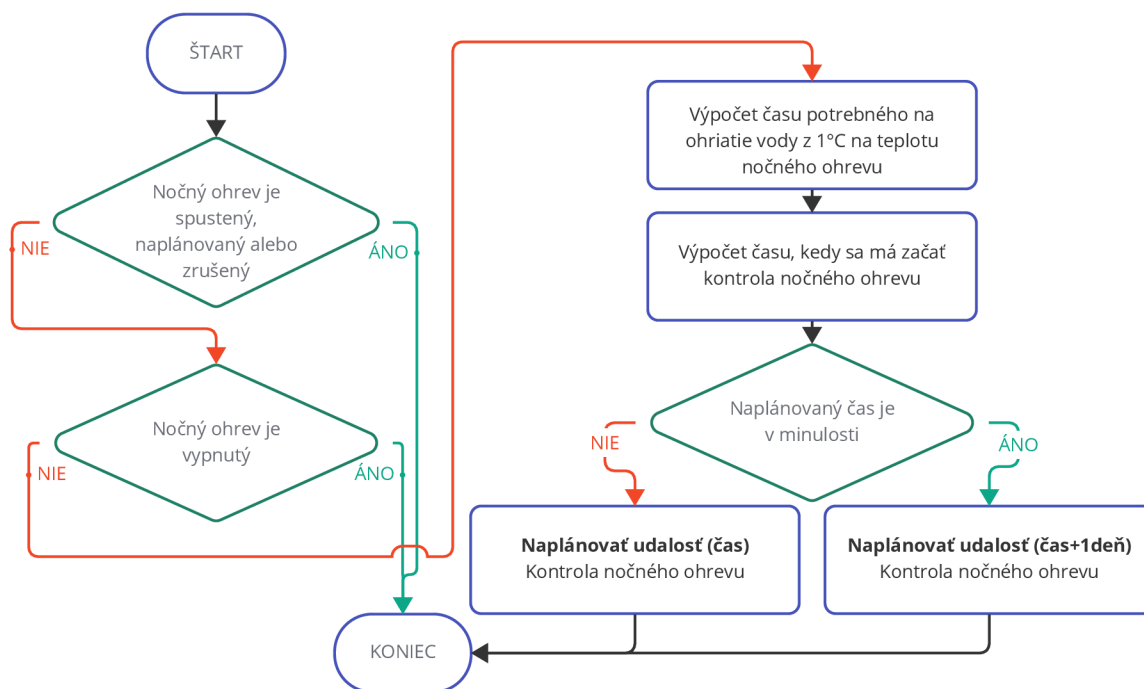 ŠTART
Nočný ohrev je
spustený,
naplánovaný alebo
zrušený
NIE
ÁNO
Nočný ohrev je
vypnutý
NIE
ÁNO
Výpočet času potrebného na
ohriatie vody z 1°C na teplotu
nočného ohrevu
Výpočet času, kedy sa má začať
kontrola nočného ohrevu
Naplánovaný čas je
v minulosti
NIE
ÁNO
Naplánovať udalosť (čas)
Kontrola nočného ohrevu
Naplánovať udalosť (čas+1deň)
Kontrola nočného ohrevu
KONIEC